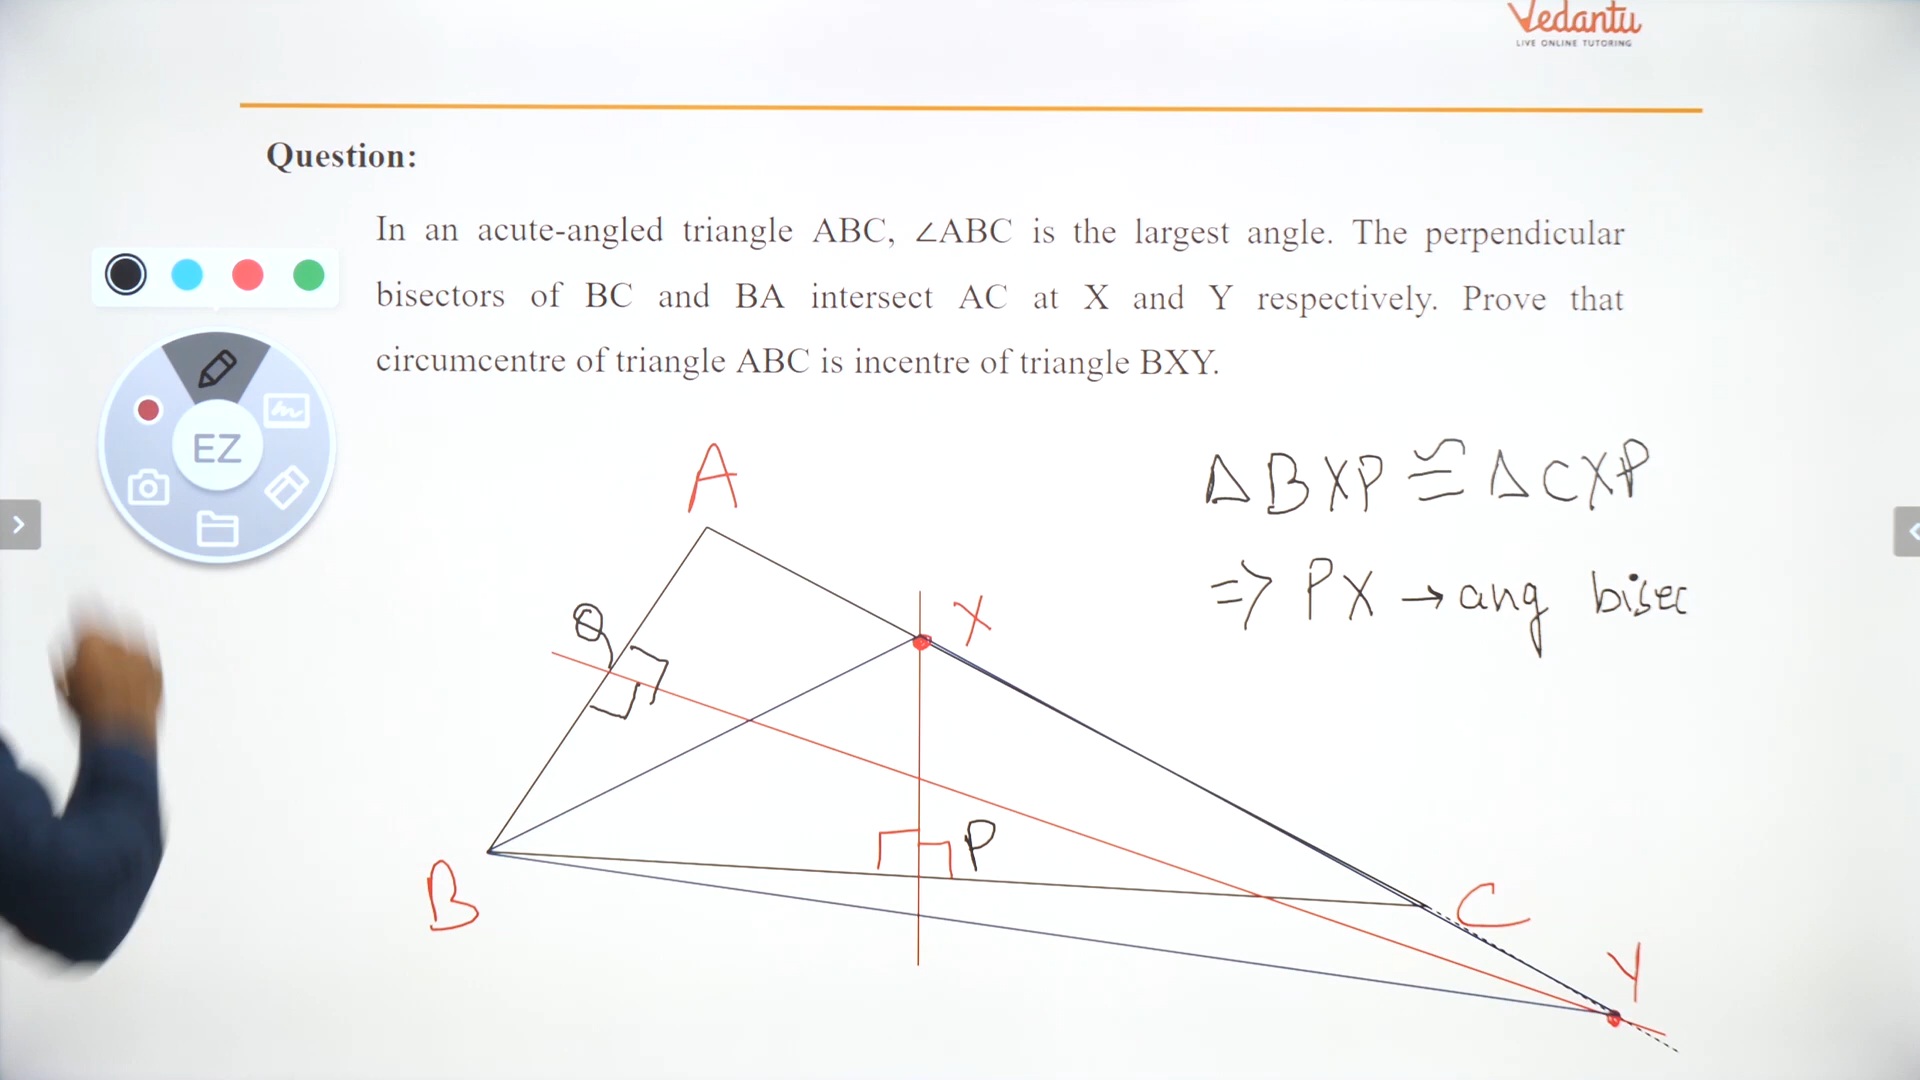 Vedantu
LIVE ONLINE TUTORING
Question:
In an acute-angled triangle ABC, ∠ABC is the largest angle. The perpendicular
bisectors of BC and BA intersect AC at X and Y respectively. Prove that
circumcentre of triangle ABC is incentre of triangle BXY.
EZ
A
△BXP ≅ △CXP
⇒ PX → ang bisec
X
Q
P
B
C
Y